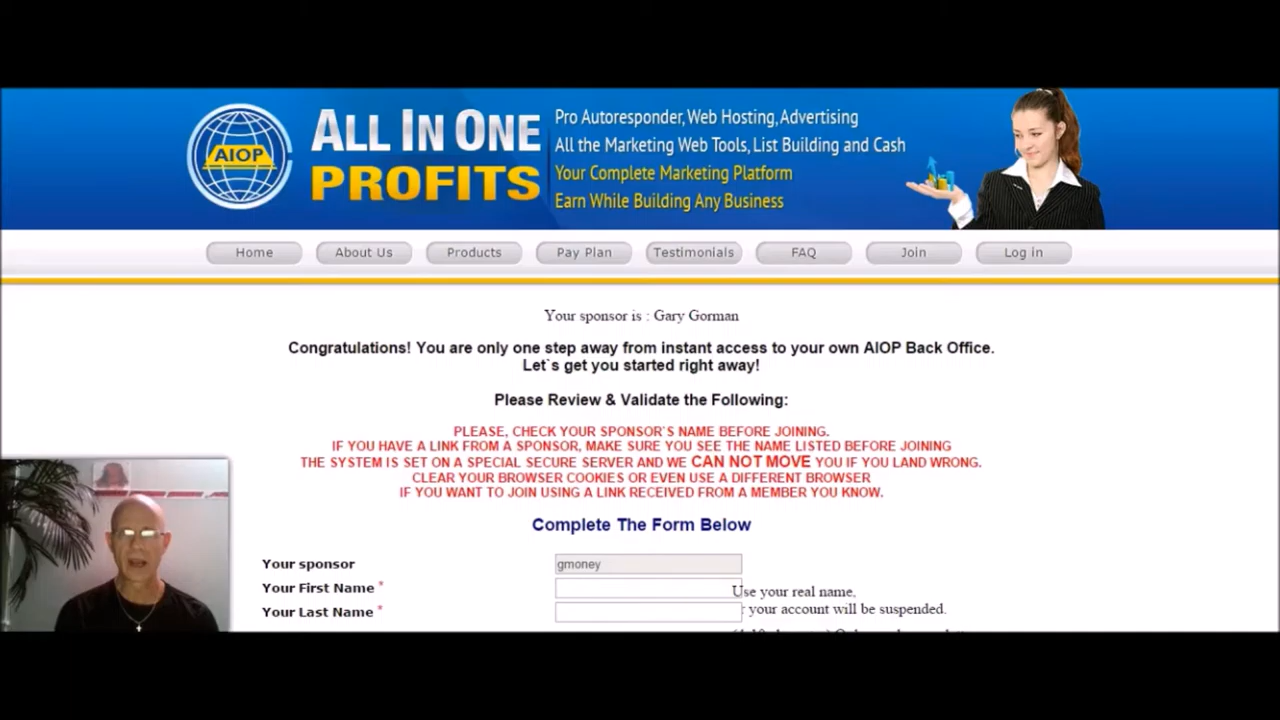 AIOP
ALL IN ONE
PROFITS
Pro Autoresponder, Web Hosting, Advertising
All the Marketing Web Tools, List Building and Cash
Your Complete Marketing Platform
Earn While Building Any Business
Home About Us Products Pay Plan Testimonials FAQ Join Log in
Your sponsor is : Gary Gorman
Congratulations! You are only one step away from instant access to your own AIOP Back Office.
Let`s get you started right away!
Please Review & Validate the Following:
PLEASE, CHECK YOUR SPONSOR`S NAME BEFORE JOINING.
IF YOU HAVE A LINK FROM A SPONSOR, MAKE SURE YOU SEE THE NAME LISTED BEFORE JOINING
THE SYSTEM IS SET ON A SPECIAL SECURE SERVER AND WE CAN NOT MOVE YOU IF YOU LAND WRONG.
CLEAR YOUR BROWSER COOKIES OR EVEN USE A DIFFERENT BROWSER
IF YOU WANT TO JOIN USING A LINK RECEIVED FROM A MEMBER YOU KNOW.
Complete The Form Below
Your sponsor gmoney
Your First Name *
Use your real name,
Your Last Name *
your account will be suspended.